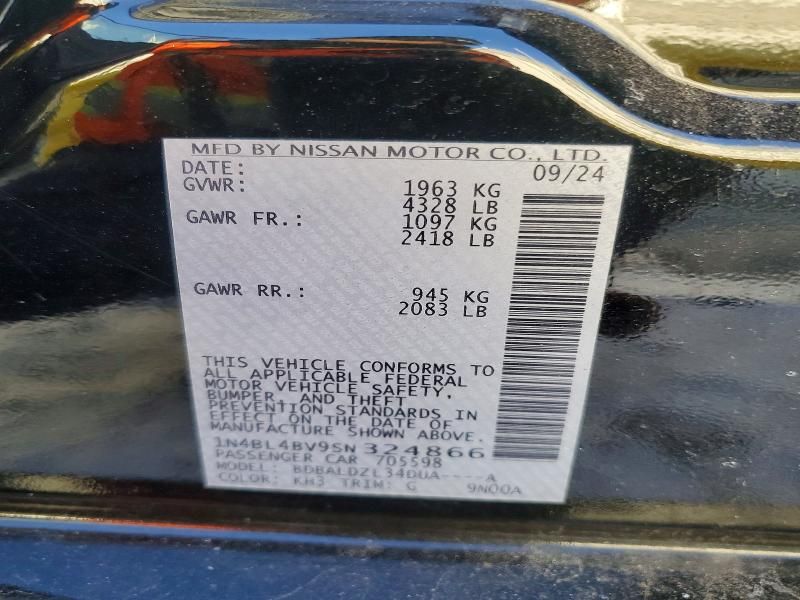 MFD BY NISSAN MOTOR CO., LTD.
DATE: 09/24
GVWR: 1963 KG
4328 LB
GAWR FR.: 1097 KG
2418 LB
GAWR RR.: 945 KG
2083 LB
THIS VEHICLE CONFORMS TO
ALL APPLICABLE FEDERAL
MOTOR VEHICLE SAFETY,
BUMPER, AND THEFT
PREVENTION STANDARDS IN
EFFECT ON THE DATE OF
MANUFACTURE SHOWN ABOVE.
1N4BL4BV9SN324866
PASSENGER CAR 705598
MODEL: BDBALDZL34DUA----A
COLOR: KH3 TRIM: G 9N00A